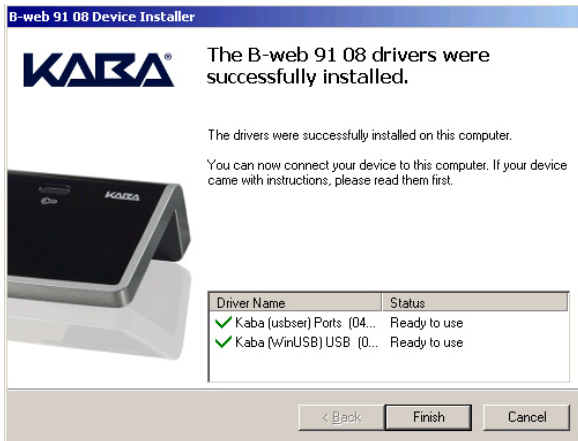 B-web 91 08 Device Installer
KABA®
The B-web 91 08 drivers were
successfully installed.
The drivers were successfully installed on this computer.
You can now connect your device to this computer. If your device
came with instructions, please read them first.
KABA
Driver Name Status
Kaba (usbser) Ports (04... Ready to use
Kaba (WinUSB) USB (0... Ready to use
< Back Finish Cancel